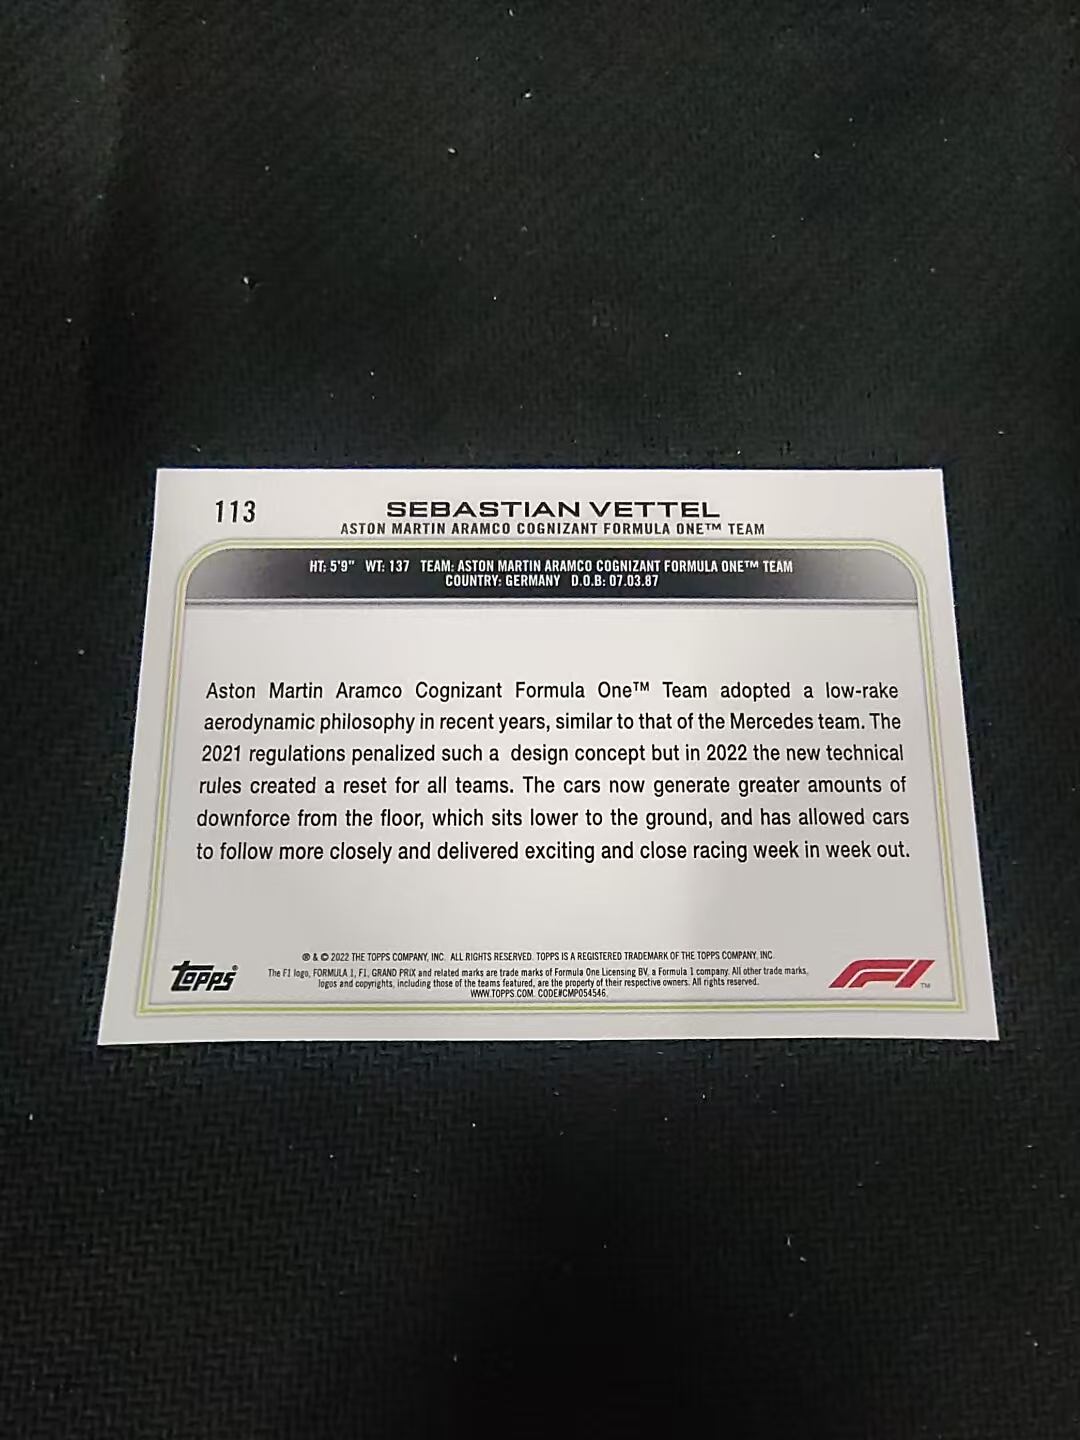 113
SEBASTIAN VETTEL
ASTON MARTIN ARAMCO COGNIZANT FORMULA ONE™ TEAM
HT: 5'9" WT: 137 TEAM: ASTON MARTIN ARAMCO COGNIZANT FORMULA ONE™ TEAM
COUNTRY: GERMANY D.O.B: 07.03.87
Aston Martin Aramco Cognizant Formula One™ Team adopted a low-rake
aerodynamic philosophy in recent years, similar to that of the Mercedes team. The
2021 regulations penalized such a design concept but in 2022 the new technical
rules created a reset for all teams. The cars now generate greater amounts of
downforce from the floor, which sits lower to the ground, and has allowed cars
to follow more closely and delivered exciting and close racing week in week out.
Topps®
® & © 2022 THE TOPPS COMPANY, INC. ALL RIGHTS RESERVED. TOPPS IS A REGISTERED TRADEMARK OF THE TOPPS COMPANY, INC.
The F1 logo, FORMULA 1, F1, GRAND PRIX and related marks are trade marks of Formula One Licensing BV, a Formula 1 company. All other trade marks,
logos and copyrights, including those of the teams featured, are the property of their respective owners. All rights reserved.
WWW.TOPPS.COM. CODE#CMP054546
F1™